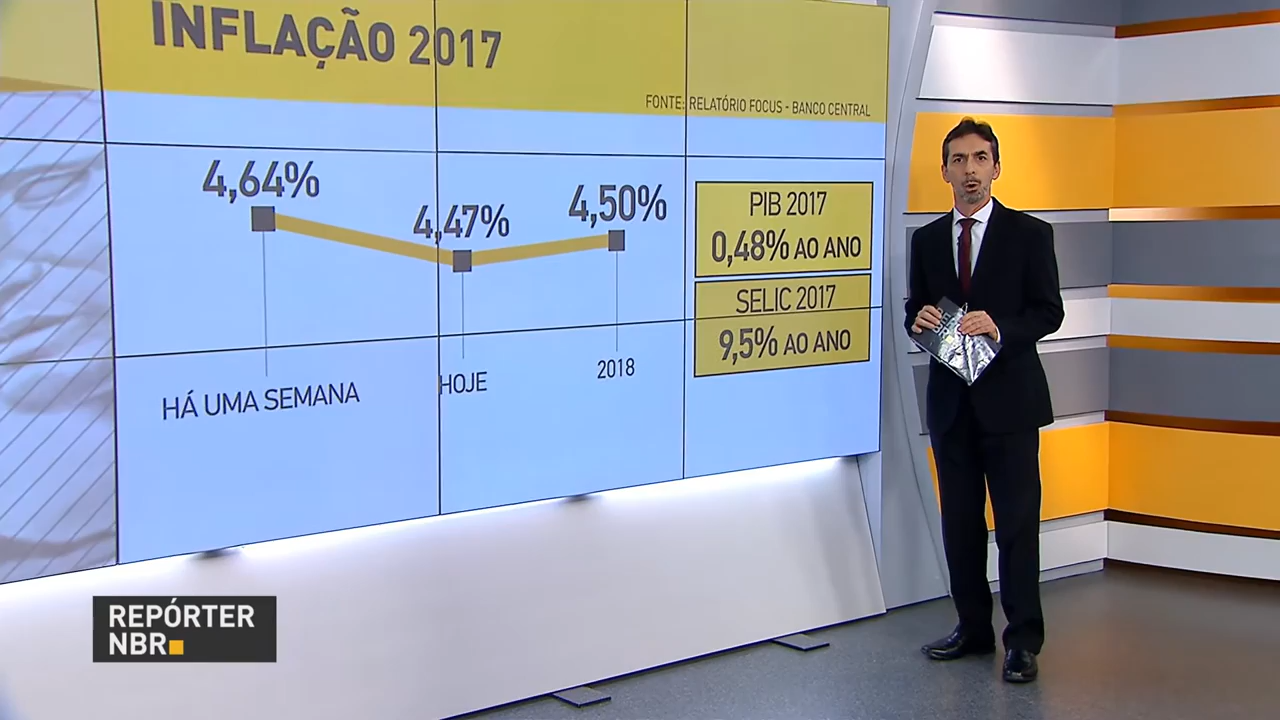 INFLAÇÃO 2017
FONTE: RELATÓRIO FOCUS - BANCO CENTRAL
4,64%
4,47%
4,50%
HÁ UMA SEMANA
HOJE
2018
PIB 2017
0,48% AO ANO
SELIC 2017
9,5% AO ANO
REPÓRTER
NBR